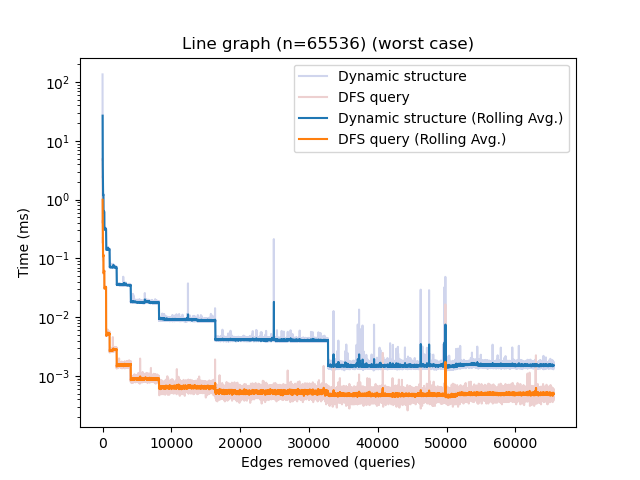 Line graph (n=65536) (worst case)
Dynamic structure
DFS query
Dynamic structure (Rolling Avg.)
DFS query (Rolling Avg.)
Time (ms)
10²
10¹
10⁰
10⁻¹
10⁻²
10⁻³
0 10000 20000 30000 40000 50000 60000
Edges removed (queries)